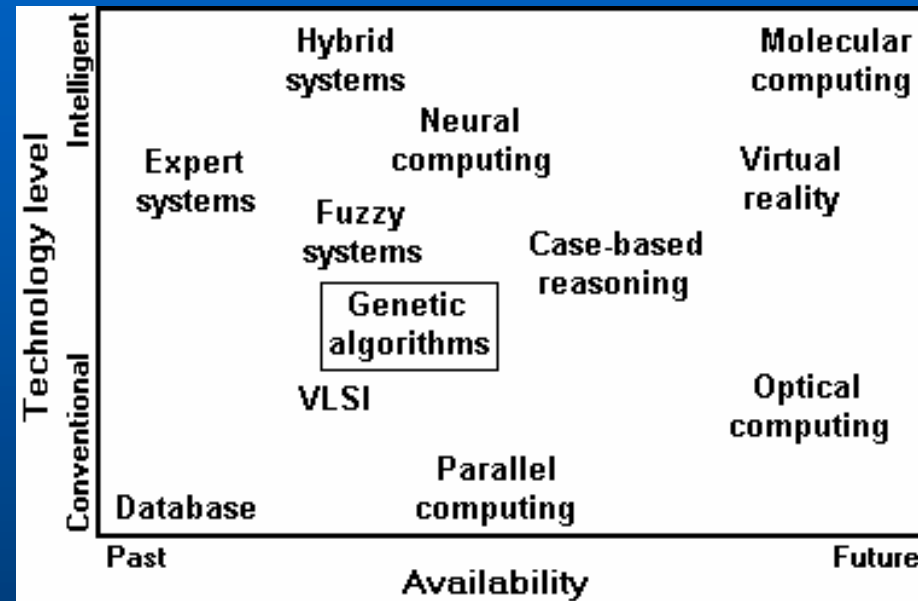 Technology level
Intelligent
Conventional
Hybrid
systems
Molecular
computing
Neural
computing
Expert
systems
Virtual
reality
Fuzzy
systems
Case-based
reasoning
Genetic
algorithms
VLSI
Optical
computing
Parallel
computing
Database
Past
Future
Availability